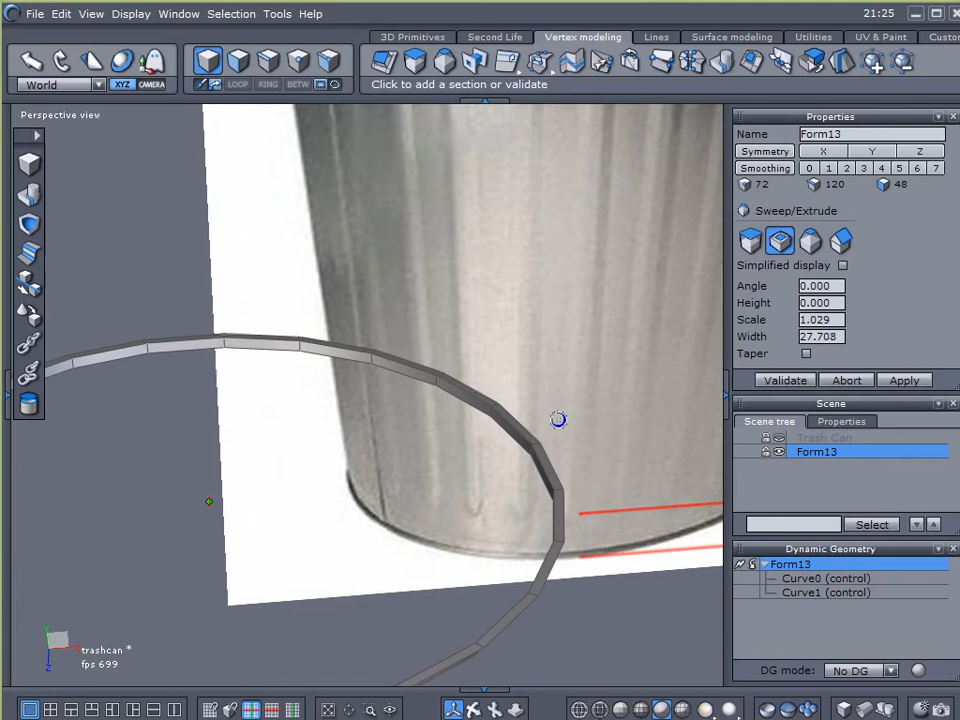 File Edit View Display Window Selection Tools Help 21:25
3D Primitives Second Life Vertex modeling Lines Surface modeling Utilities UV & Paint Custo
World XYZ CAMERA LOOP RING BETW Click to add a section or validate
Perspective view
Properties
Name Form13
Symmetry X Y Z
Smoothing 0 1 2 3 4 5 6 7
72 120 48
Sweep/Extrude
Simplified display
Angle 0.000
Height 0.000
Scale 1.029
Width 27.708
Taper
Validate Abort Apply
Scene
Scene tree Properties
Trash Can
Form13
Select
Dynamic Geometry
Form13
Curve0 (control)
Curve1 (control)
DG mode: No DG
Y X Z
trashcan *
fps 699